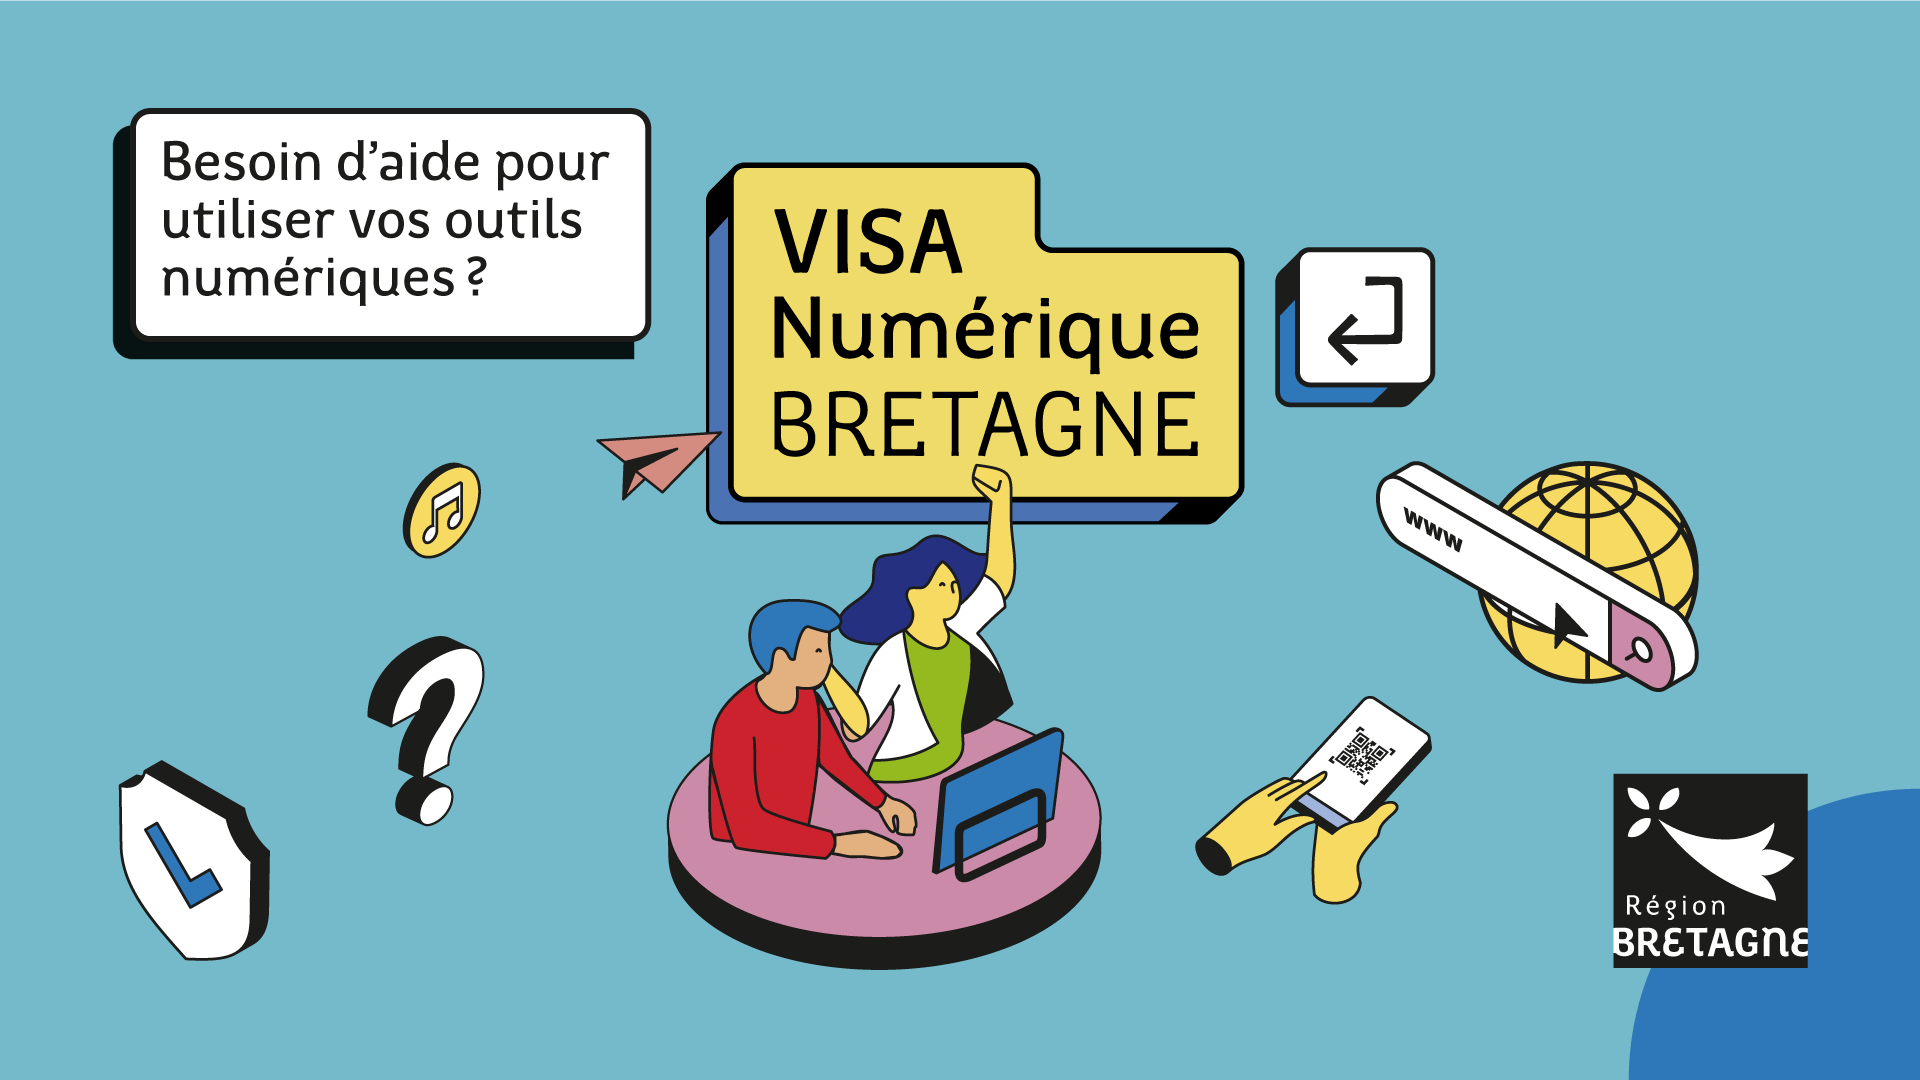 Besoin d’aide pour
utiliser vos outils
numériques ?
VISA
Numérique
BRETAGNE
www
Région
BRETAGNE